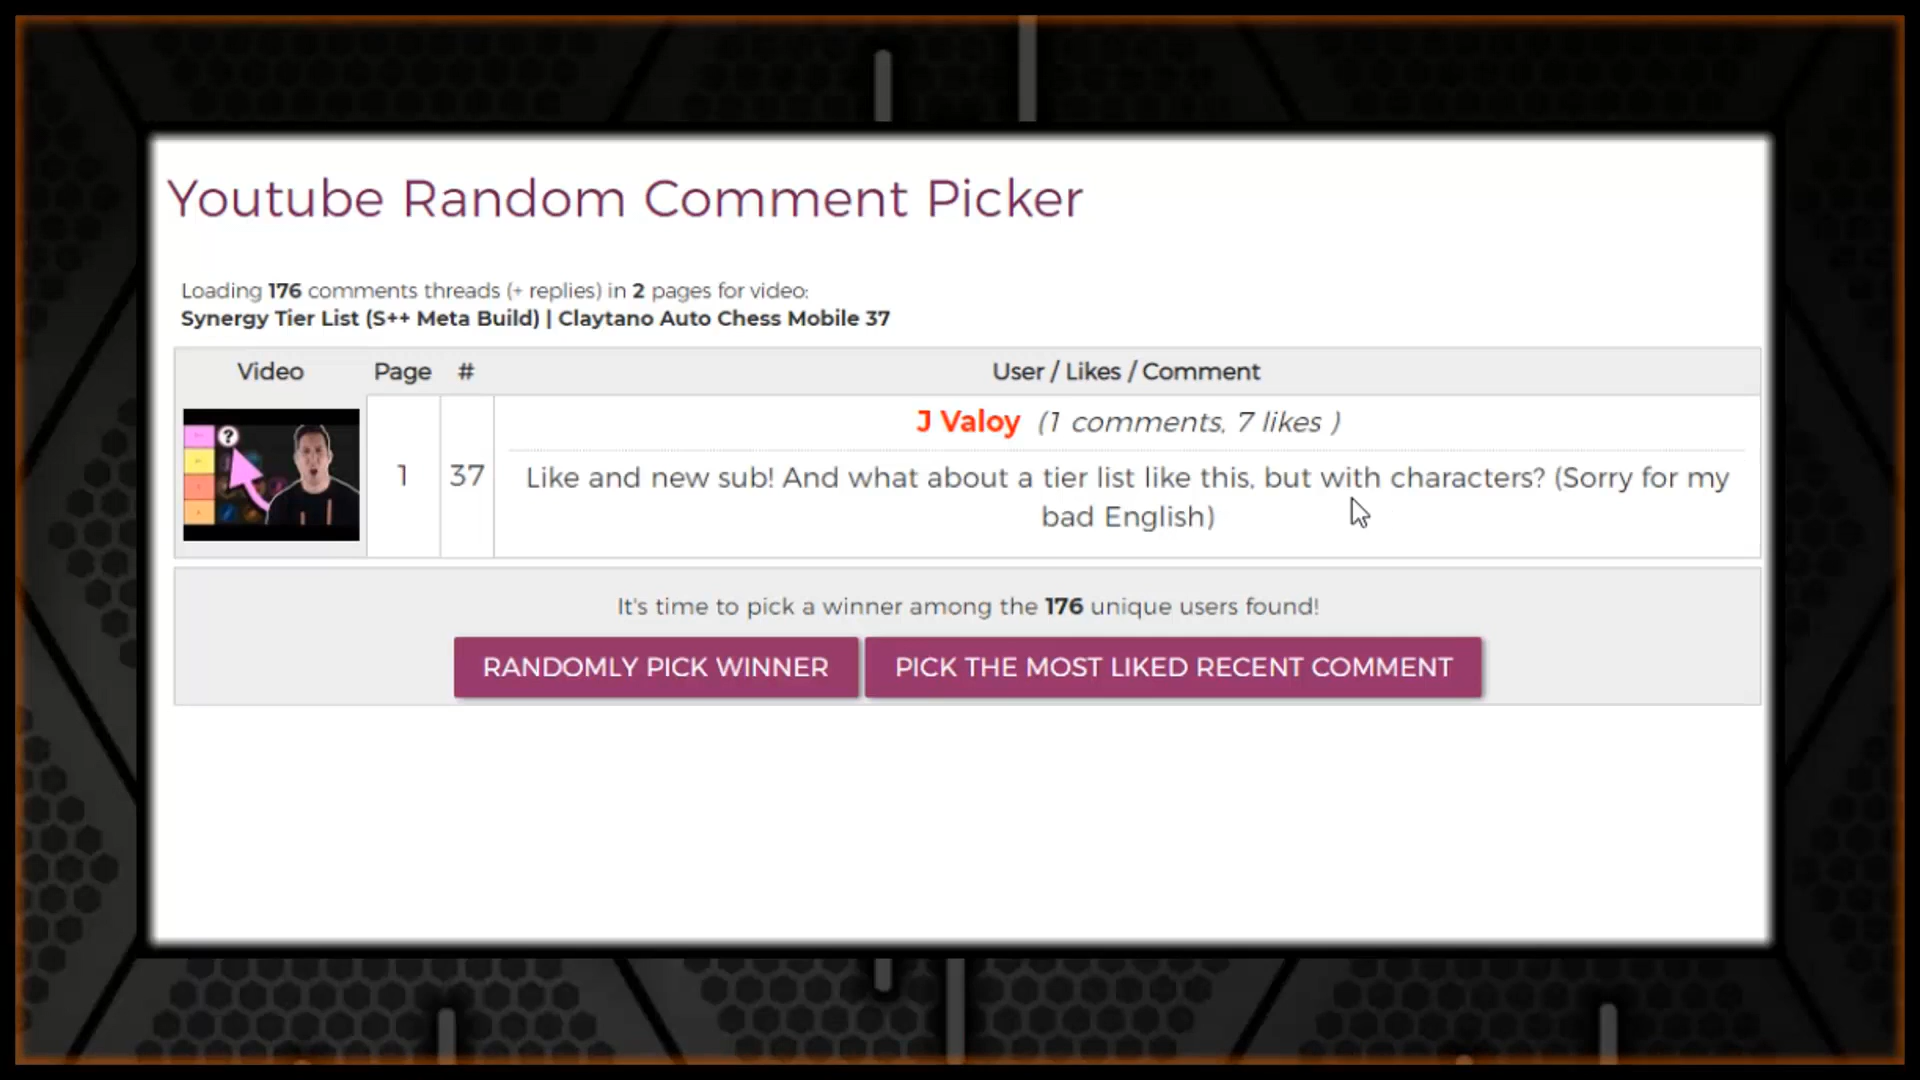 Youtube Random Comment Picker
Loading 176 comments threads (+ replies) in 2 pages for video:
Synergy Tier List (S++ Meta Build) | Claytano Auto Chess Mobile 37
Video Page # User / Likes / Comment
J Valoy (1 comments, 7 likes )
?
1 37 Like and new sub! And what about a tier list like this, but with characters? (Sorry for my
bad English)
It's time to pick a winner among the 176 unique users found!
RANDOMLY PICK WINNER PICK THE MOST LIKED RECENT COMMENT